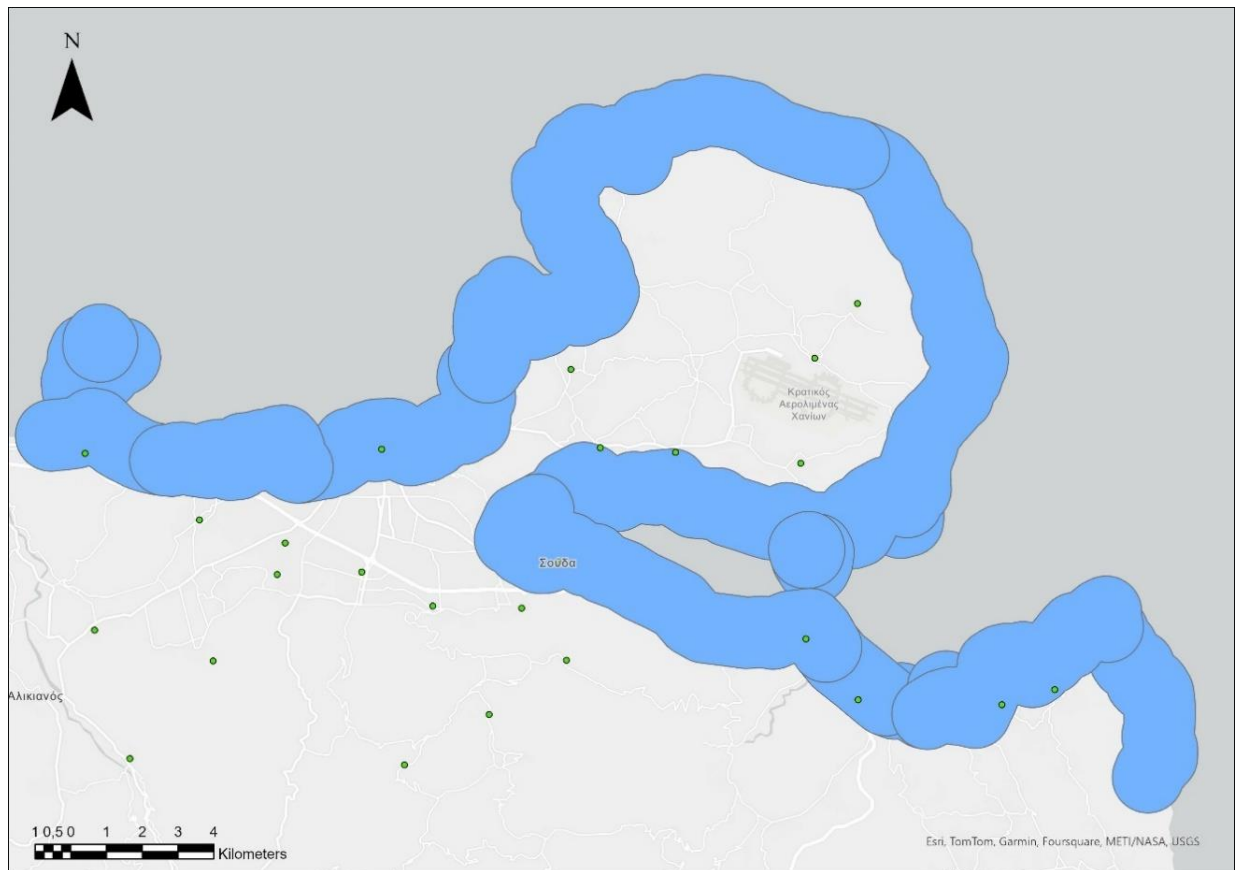 N
Κρατικός
Αερολιμένας
Χανίων
Σούδα
Αλικιανός
1 0,5 0 1 2 3 4
Kilometers
Esri, TomTom, Garmin, Foursquare, METI/NASA, USGS